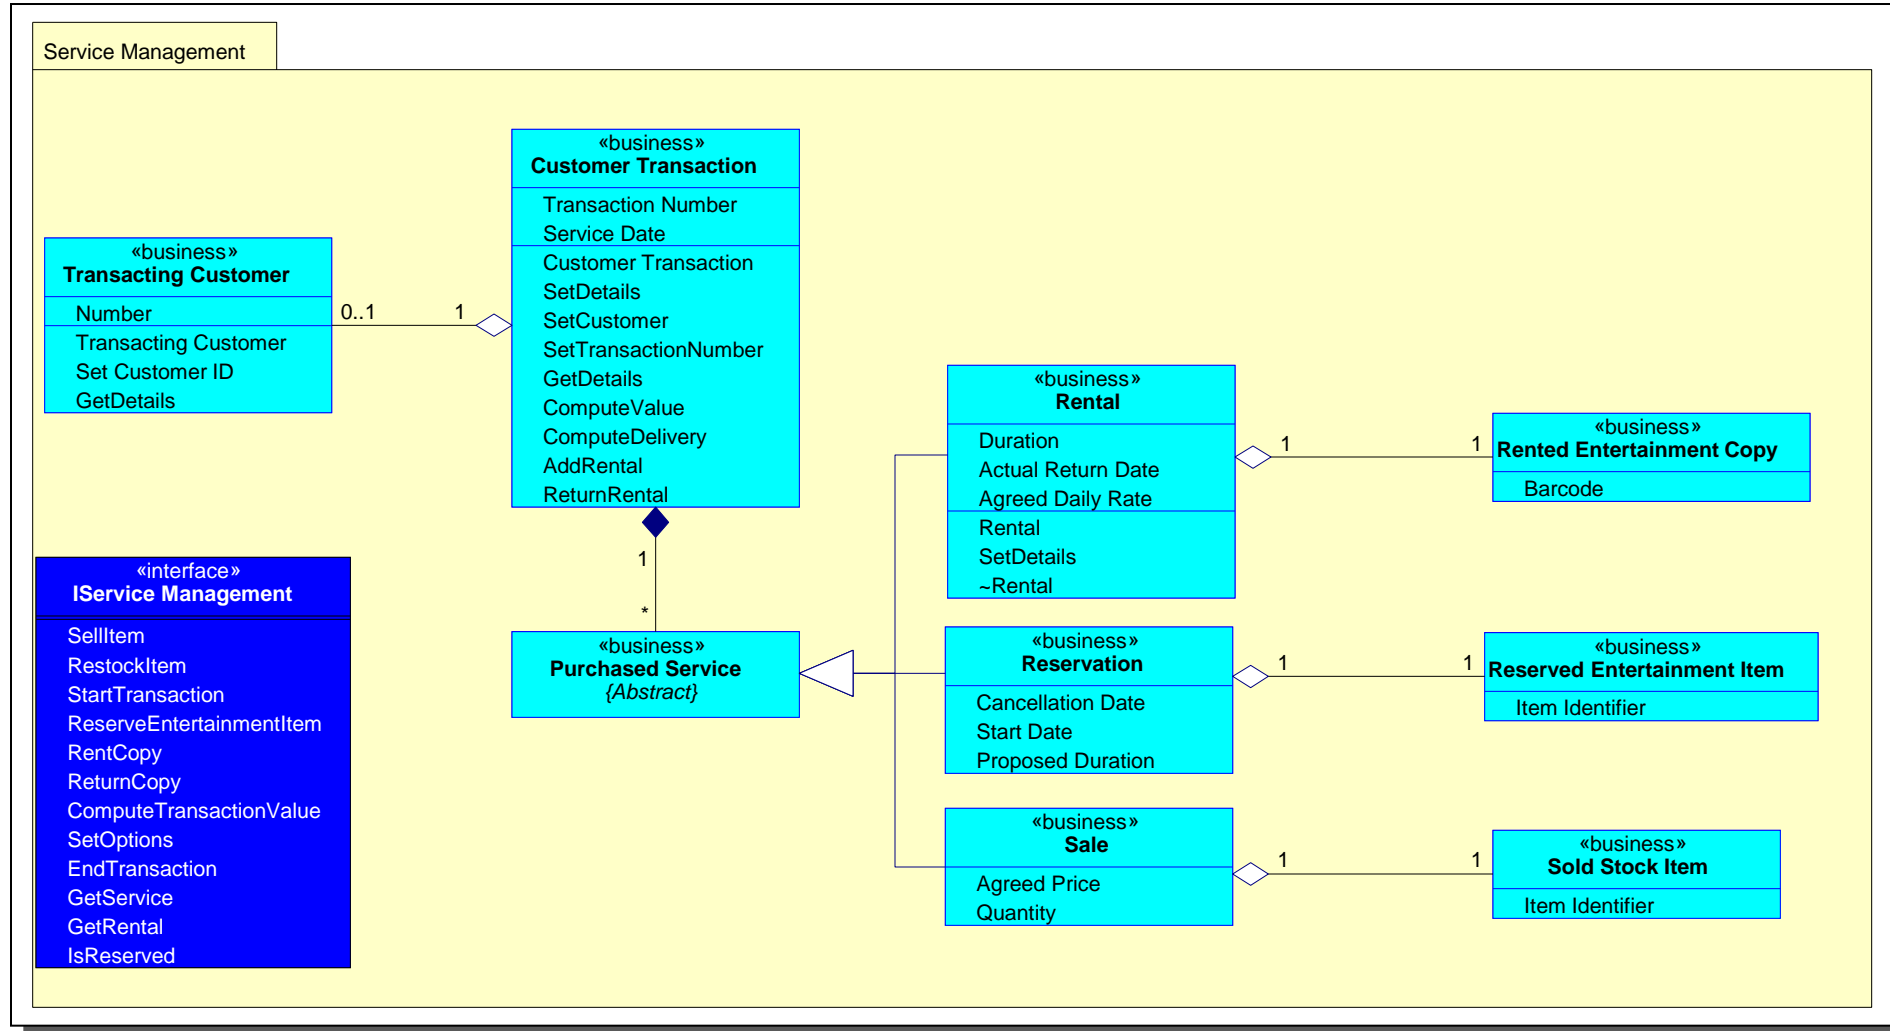 Service Management
«business»
Customer Transaction
Transaction Number
Service Date
Customer Transaction
SetDetails
SetCustomer
SetTransactionNumber
GetDetails
ComputeValue
ComputeDelivery
AddRental
ReturnRental
«business»
Transacting Customer
Number
Transacting Customer
Set Customer ID
GetDetails
0..1
1
1
*
«interface»
IService Management
SellItem
RestockItem
StartTransaction
ReserveEntertainmentItem
RentCopy
ReturnCopy
ComputeTransactionValue
SetOptions
EndTransaction
GetService
GetRental
IsReserved
«business»
Purchased Service
{Abstract}
«business»
Rental
Duration
Actual Return Date
Agreed Daily Rate
Rental
SetDetails
~Rental
1
1
«business»
Rented Entertainment Copy
Barcode
«business»
Reservation
Cancellation Date
Start Date
Proposed Duration
1
1
«business»
Reserved Entertainment Item
Item Identifier
«business»
Sale
Agreed Price
Quantity
1
1
«business»
Sold Stock Item
Item Identifier